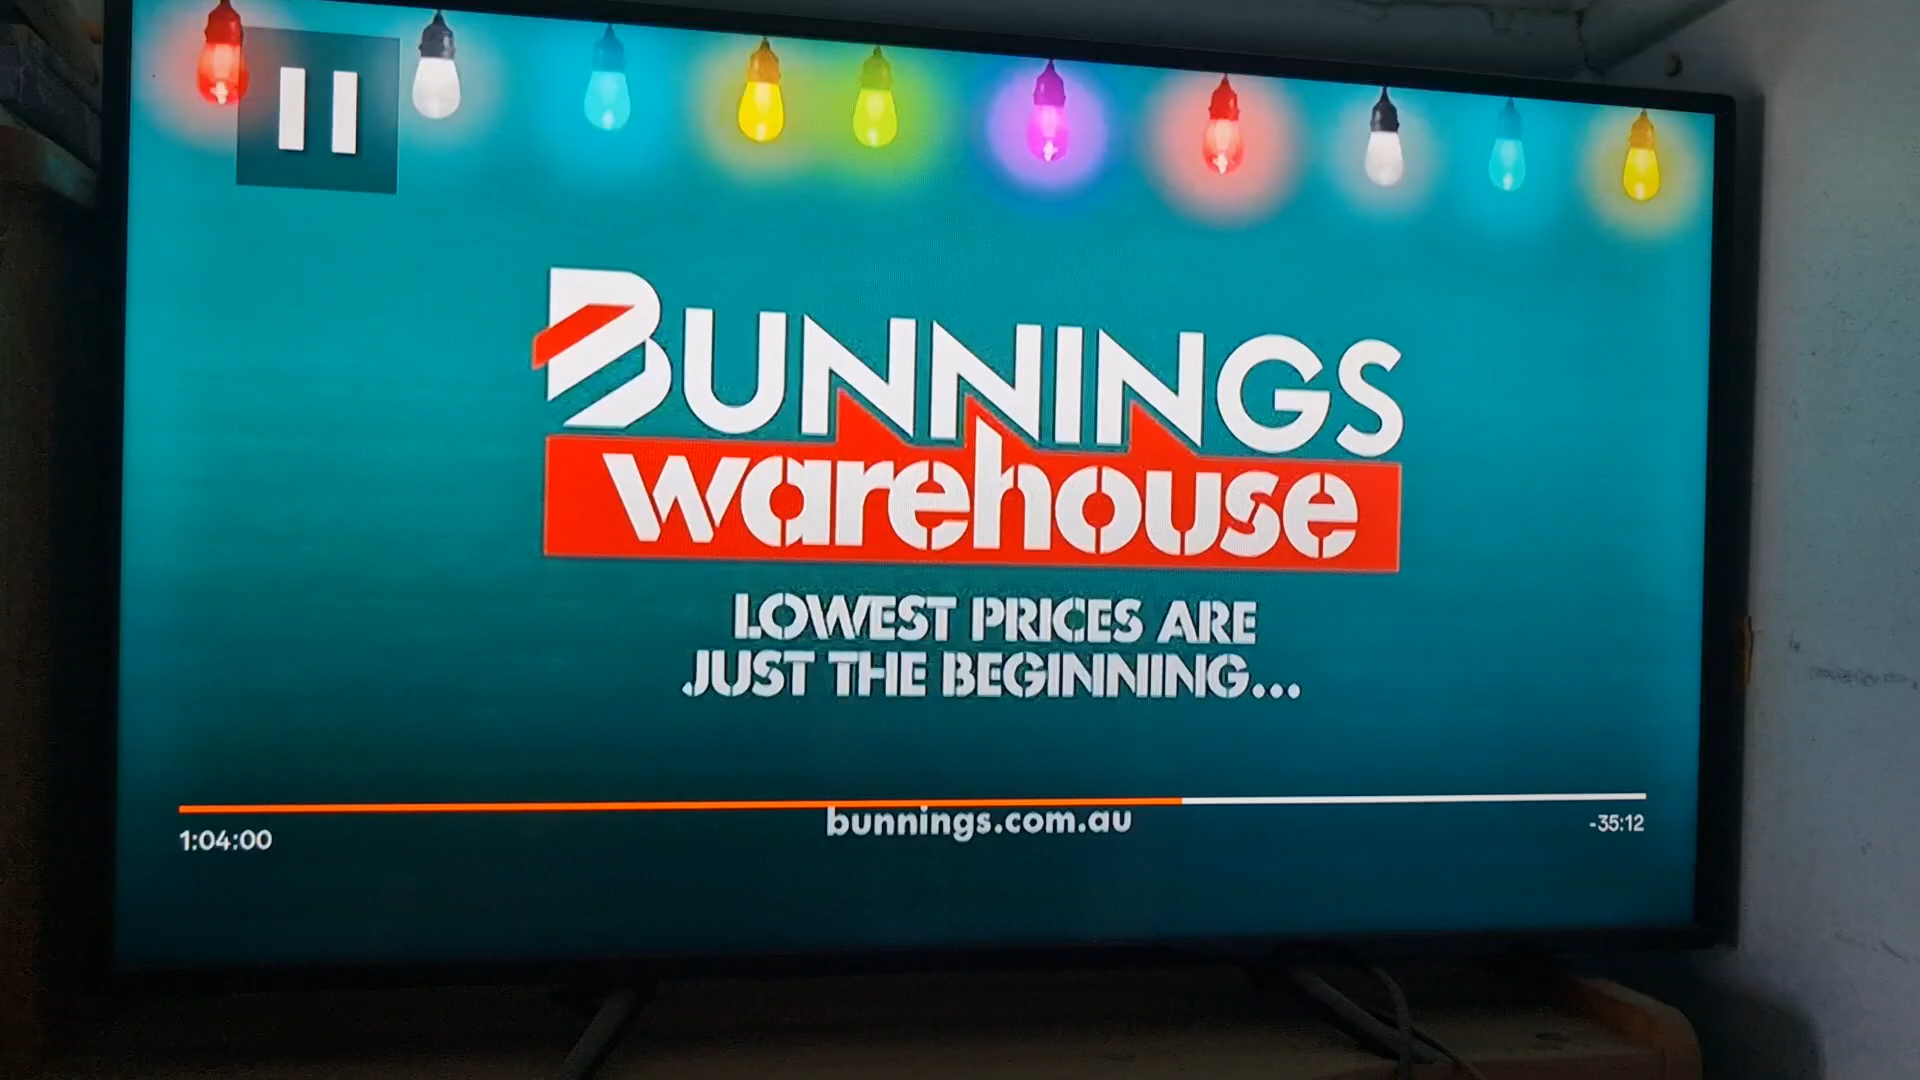 BUNNINGS
warehouse
LOWEST PRICES ARE
JUST THE BEGINNING...
bunnings.com.au
1:04:00
-35:12